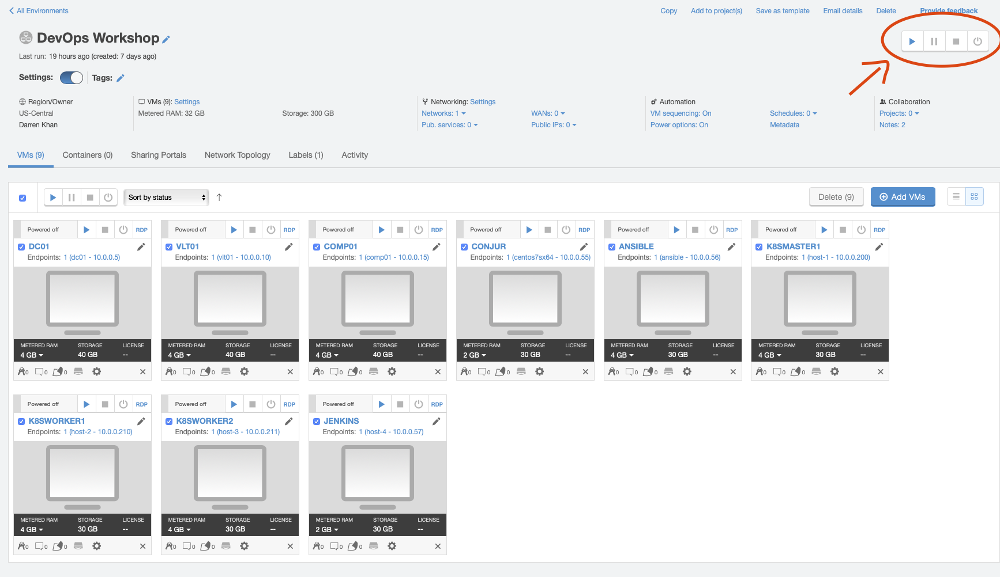 All Environments
Copy Add to project(s) Save as template Email details Delete Provide feedback
DevOps Workshop
Last run: 19 hours ago (created: 7 days ago)
Settings: Tags:
Region/Owner VMs (9): Settings Networking: Settings Automation Collaboration
US-Central Metered RAM: 32 GB Storage: 300 GB Networks: 1 WANs: 0 VM sequencing: On Schedules: 0 Projects: 0
Darren Khan Pub. services: 0 Public IPs: 0 Power options: On Metadata Notes: 2
VMs (9) Containers (0) Sharing Portals Network Topology Labels (1) Activity
Sort by status Delete (9) Add VMs
Powered off RDP Powered off RDP Powered off RDP Powered off RDP Powered off RDP Powered off RDP
DC01 VLT01 COMP01 CONJUR ANSIBLE K8SMASTER1
Endpoints: 1 (dc01 - 10.0.0.5) Endpoints: 1 (vlt01 - 10.0.0.10) Endpoints: 1 (comp01 - 10.0.0.15) Endpoints: 1 (centos7sx64 - 10.0.0.55) Endpoints: 1 (ansible - 10.0.0.56) Endpoints: 1 (host-1 - 10.0.0.200)
METERED RAM STORAGE LICENSE METERED RAM STORAGE LICENSE METERED RAM STORAGE LICENSE METERED RAM STORAGE LICENSE METERED RAM STORAGE LICENSE METERED RAM STORAGE LICENSE
4 GB 40 GB -- 4 GB 40 GB -- 4 GB 40 GB -- 2 GB 30 GB -- 4 GB 30 GB -- 4 GB 30 GB --
0 0 0 0 0 0 0 0 0 0 0 0 0 0 0 0 0 0
Powered off RDP Powered off RDP Powered off RDP
K8SWORKER1 K8SWORKER2 JENKINS
Endpoints: 1 (host-2 - 10.0.0.210) Endpoints: 1 (host-3 - 10.0.0.211) Endpoints: 1 (host-4 - 10.0.0.57)
METERED RAM STORAGE LICENSE METERED RAM STORAGE LICENSE METERED RAM STORAGE LICENSE
4 GB 30 GB -- 4 GB 30 GB -- 2 GB 30 GB --
0 0 0 0 0 0 0 0 0